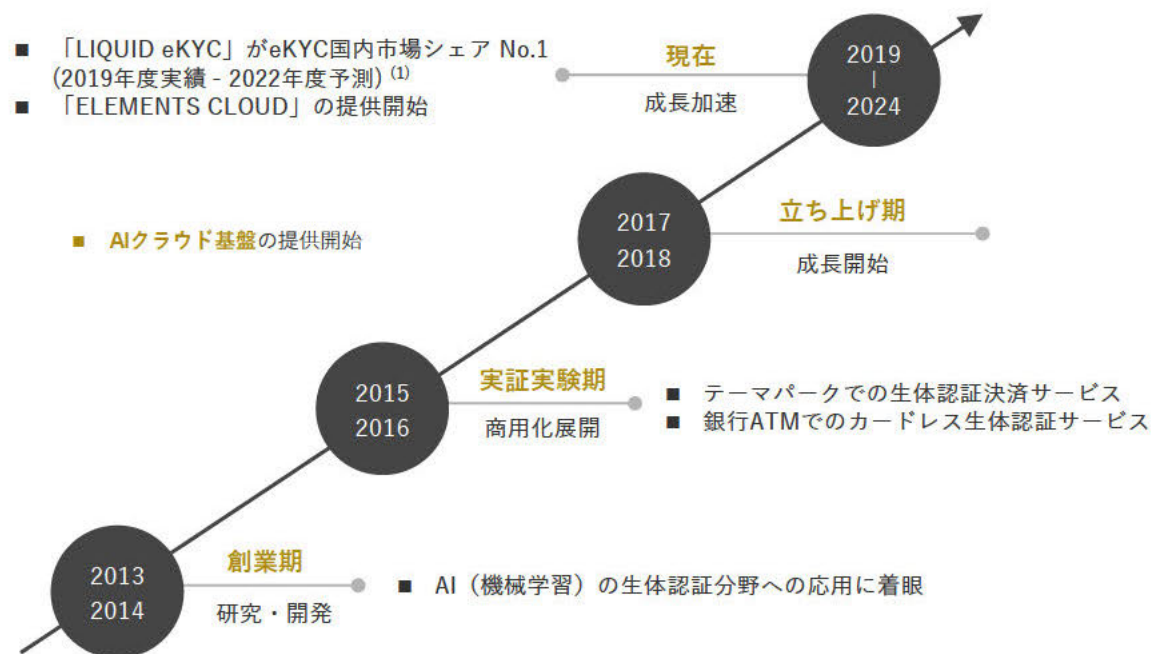 ■ 「LIQUID eKYC」がeKYC国内市場シェア No.1
(2019年度実績 - 2022年度予測) (1)
■ 「ELEMENTS CLOUD」の提供開始
現在
成長加速
2019
|
2024
■ AIクラウド基盤の提供開始
2017
2018
立ち上げ期
成長開始
2015
2016
実証実験期
商用化展開
■ テーマパークでの生体認証決済サービス
■ 銀行ATMでのカードレス生体認証サービス
2013
2014
創業期
研究・開発
■ AI（機械学習）の生体認証分野への応用に着眼